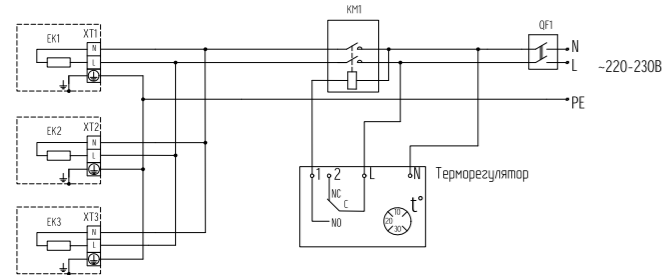 KM1
EK1 XT1
N
L
QF1
N
L
~220-230В
PE
EK2 XT2
N
L
1 2 L N
Терморегулятор
NC
C
NO
t°
10
20
30
EK3 XT3
N
L